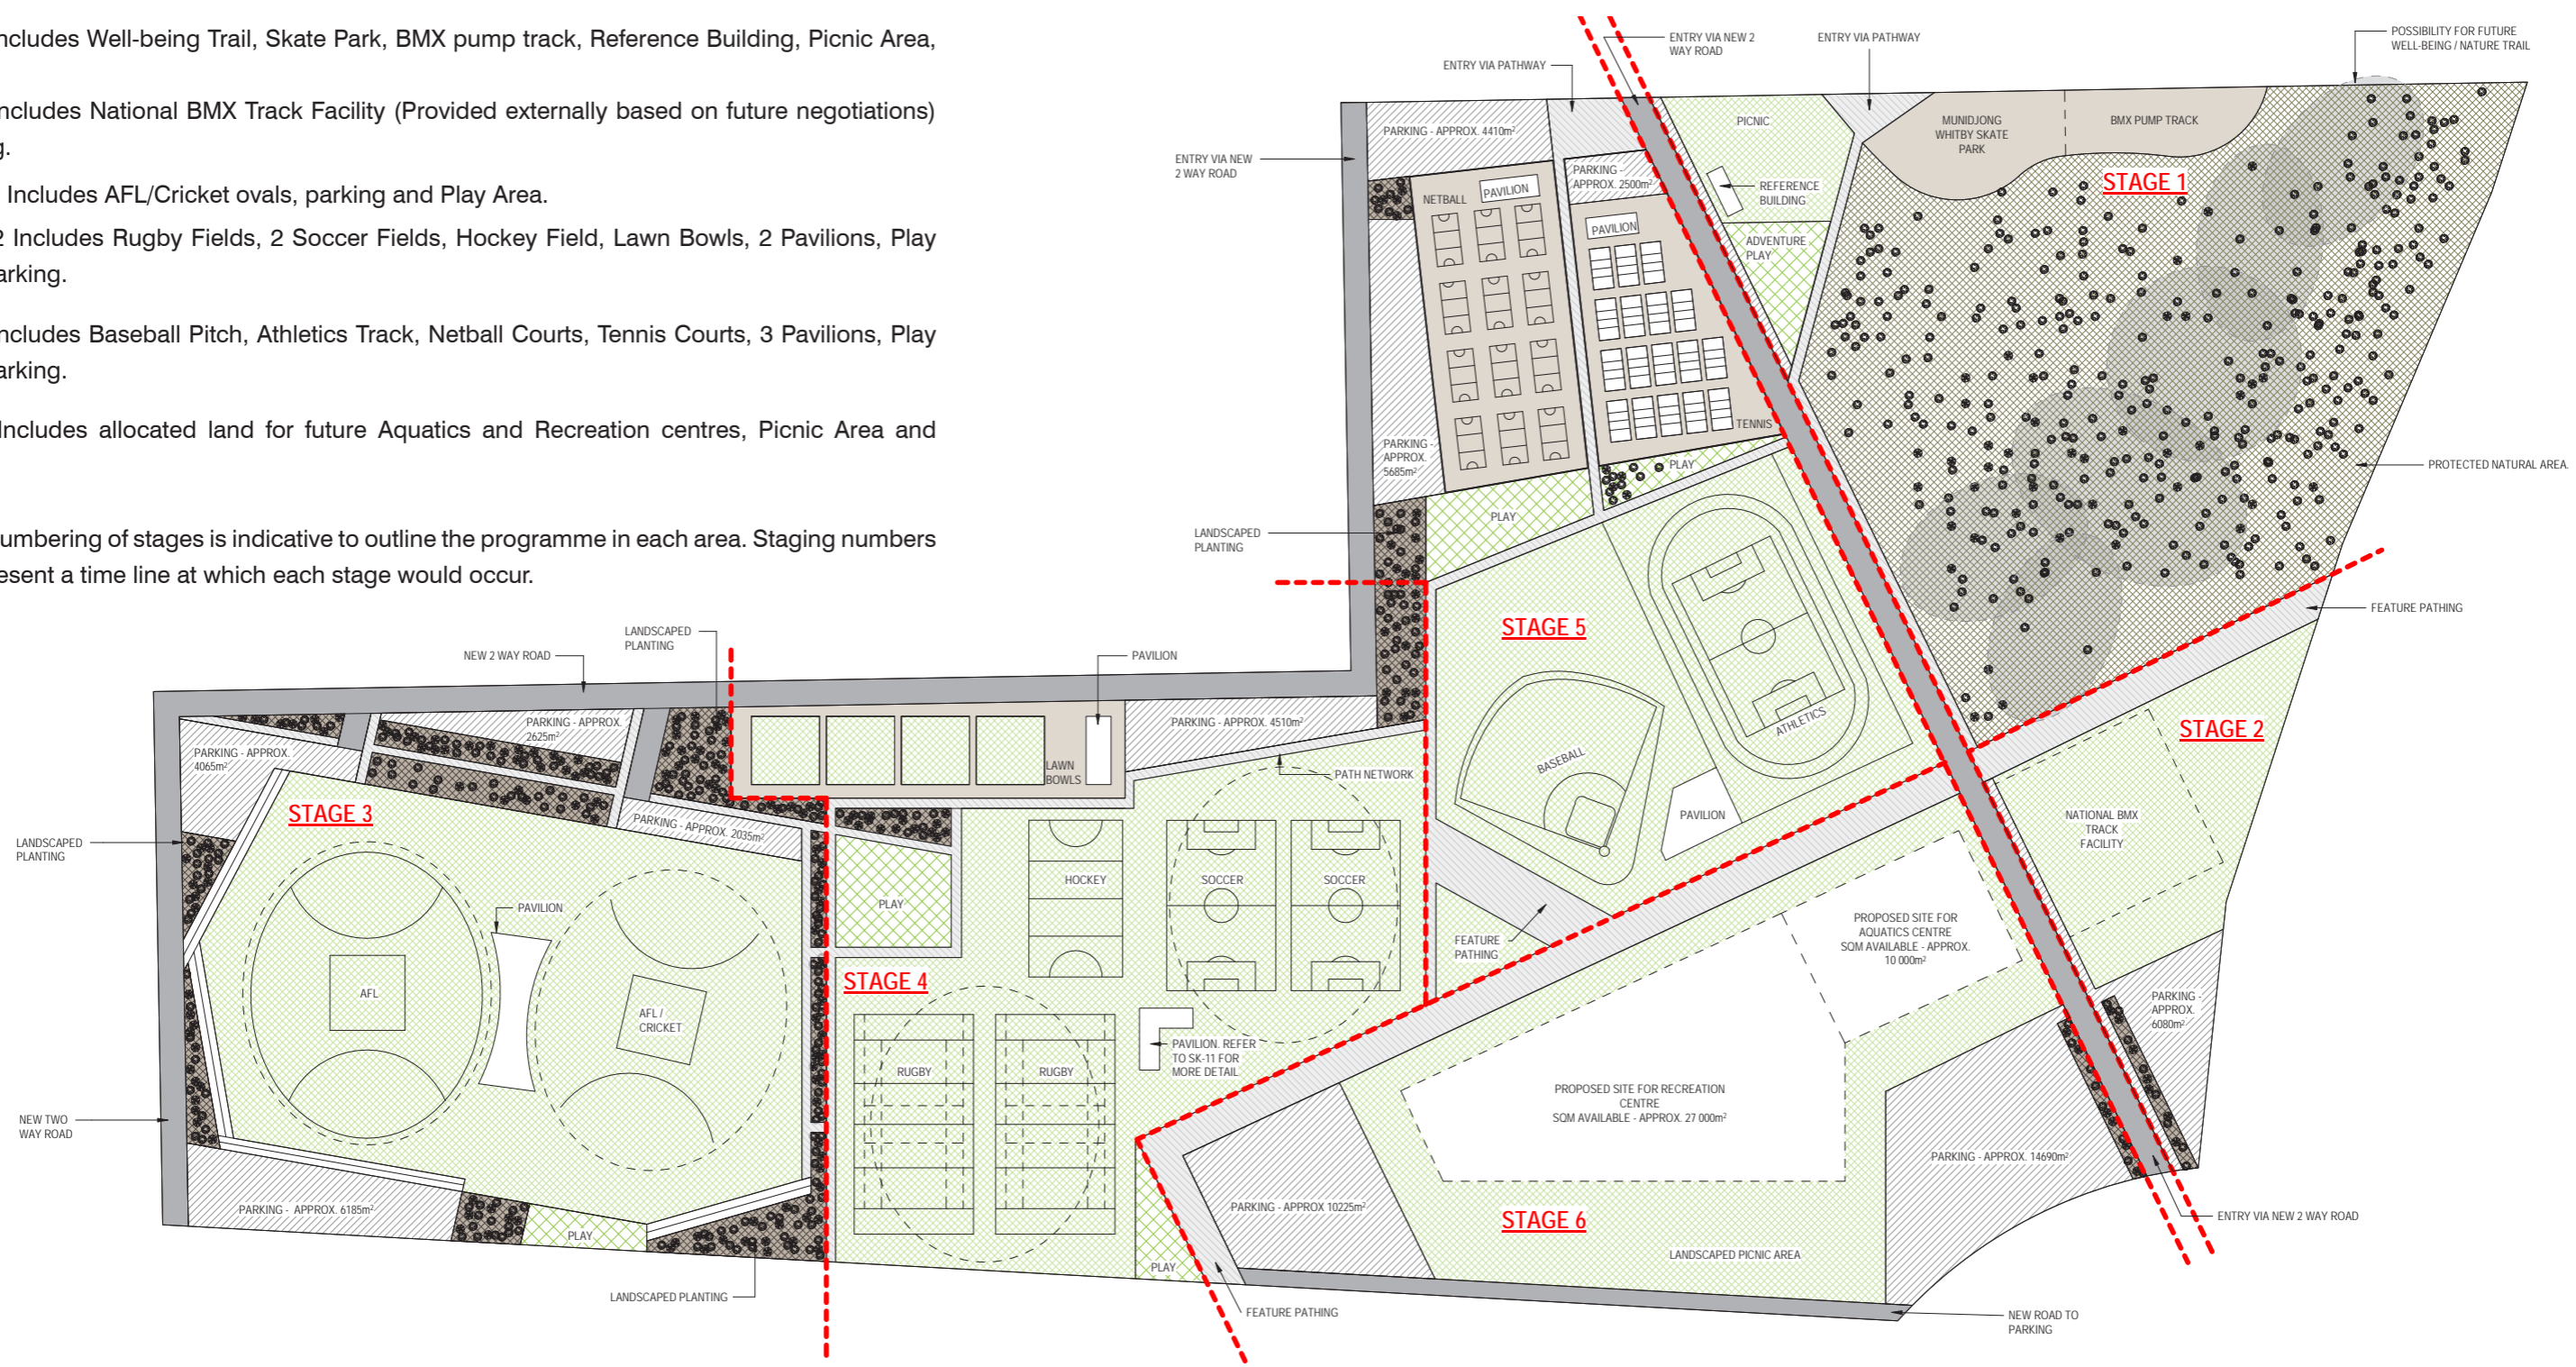 ncludes Well-being Trail, Skate Park, BMX pump track, Reference Building, Picnic Area,
ncludes National BMX Track Facility (Provided externally based on future negotiations)
g.
Includes AFL/Cricket ovals, parking and Play Area.
2 Includes Rugby Fields, 2 Soccer Fields, Hockey Field, Lawn Bowls, 2 Pavilions, Play
arking.
ncludes Baseball Pitch, Athletics Track, Netball Courts, Tennis Courts, 3 Pavilions, Play
arking.
Includes allocated land for future Aquatics and Recreation centres, Picnic Area and
umbering of stages is indicative to outline the programme in each area. Staging numbers
esent a time line at which each stage would occur.
ENTRY VIA NEW 2
WAY ROAD
ENTRY VIA PATHWAY
POSSIBILITY FOR FUTURE
WELL-BEING / NATURE TRAIL
ENTRY VIA PATHWAY
PARKING - APPROX. 4410m²
PICNIC
MUNIDJONG
WHITBY SKATE
PARK
BMX PUMP TRACK
ENTRY VIA NEW
2 WAY ROAD
PARKING -
APPROX. 2500m²
STAGE 1
NETBALL
PAVILION
REFERENCE
BUILDING
PAVILION
ADVENTURE
PLAY
TENNIS
PARKING -
APPROX.
5685m²
PLAY
PROTECTED NATURAL AREA.
PLAY
LANDSCAPED
PLANTING
FEATURE PATHING
STAGE 5
LANDSCAPED
PLANTING
NEW 2 WAY ROAD
PAVILION
ATHLETICS
STAGE 2
PARKING - APPROX.
2625m²
PARKING - APPROX. 4510m²
PARKING - APPROX.
4065m²
LAWN
BOWLS
PATH NETWORK
BASEBALL
STAGE 3
PARKING - APPROX. 2035m²
PAVILION
NATIONAL BMX
TRACK
FACILITY
LANDSCAPED
PLANTING
HOCKEY
SOCCER
SOCCER
PLAY
PAVILION
PROPOSED SITE FOR
AQUATICS CENTRE
SQM AVAILABLE - APPROX.
10 000m²
FEATURE
PATHING
STAGE 4
AFL
AFL /
CRICKET
PARKING -
APPROX.
6080m²
PAVILION. REFER
TO SK-11 FOR
MORE DETAIL
RUGBY
RUGBY
PROPOSED SITE FOR RECREATION
CENTRE
SQM AVAILABLE - APPROX. 27 000m²
NEW TWO
WAY ROAD
PARKING - APPROX. 14690m²
PARKING - APPROX. 6185m²
PARKING - APPROX 10225m²
STAGE 6
ENTRY VIA NEW 2 WAY ROAD
PLAY
LANDSCAPED PICNIC AREA
PLAY
LANDSCAPED PLANTING
FEATURE PATHING
NEW ROAD TO
PARKING